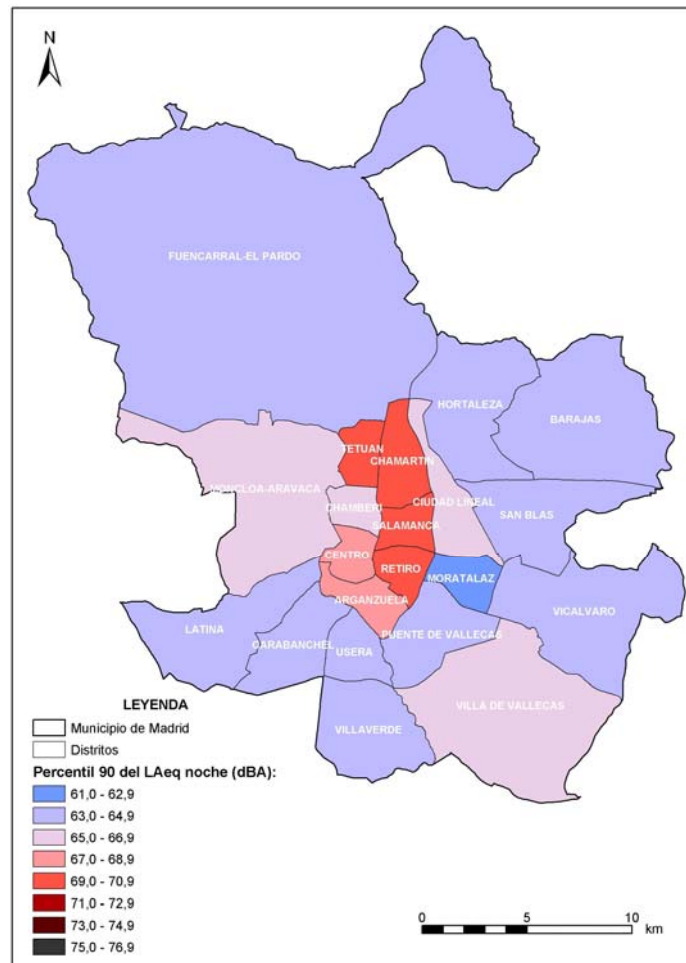 N
FUENCARRAL-EL PARDO
HORTALEZA
BARAJAS
TETUAN
CHAMARTIN
MONCLOA-ARAVACA
CHAMBERI
CIUDAD LINEAL
SAN BLAS
SALAMANCA
CENTRO
RETIRO
MORATALAZ
ARGANZUELA
VICALVARO
LATINA
CARABANCHEL
USERA
PUENTE DE VALLECAS
VILLA DE VALLECAS
VILLAVERDE
LEYENDA
Municipio de Madrid
Distritos
Percentil 90 del LAeq noche (dBA):
61,0 - 62,9
63,0 - 64,9
65,0 - 66,9
67,0 - 68,9
69,0 - 70,9
71,0 - 72,9
73,0 - 74,9
75,0 - 76,9
0 5 10
km